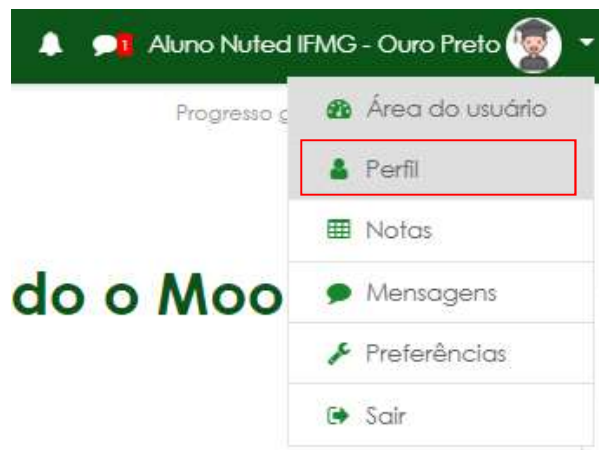 1 Aluno Nuted IFMG - Ouro Preto
Progresso g
Área do usuário
Perfil
Notas
do o Moo
Mensagens
Preferências
Sair